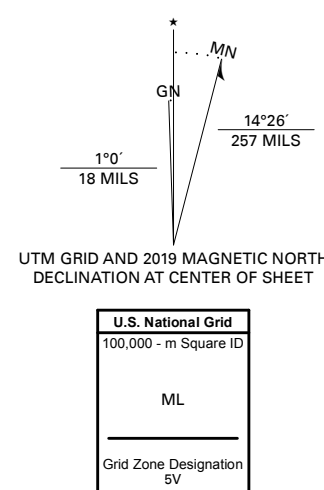 ★
MN
GN
14°26´
257 MILS
1°0´
18 MILS
UTM GRID AND 2019 MAGNETIC NORTH
DECLINATION AT CENTER OF SHEET
U.S. National Grid
100,000 - m Square ID
ML
Grid Zone Designation
5V